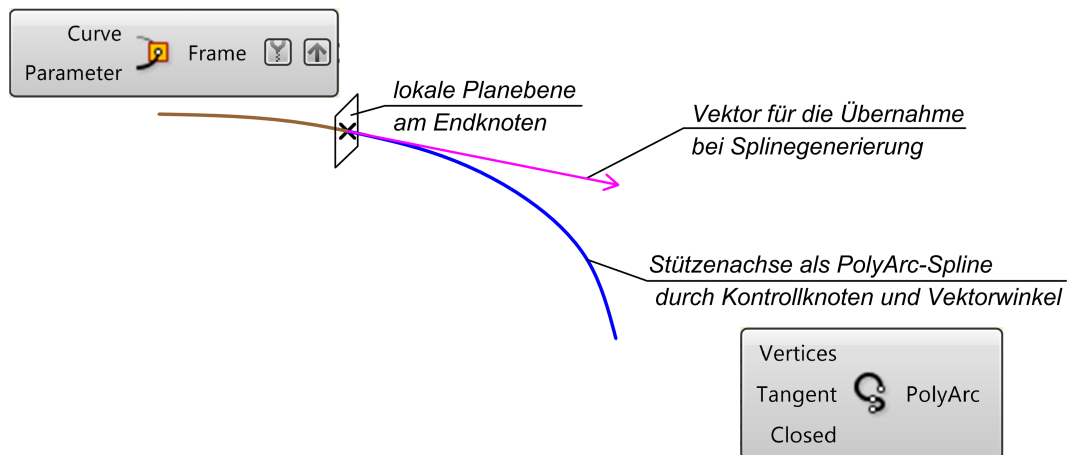 Curve
Parameter
Frame
lokale Planebene
am Endknoten
Vektor für die Übernahme
bei Splinegenerierung
Stützenachse als PolyArc-Spline
durch Kontrollknoten und Vektorwinkel
Vertices
Tangent
PolyArc
Closed